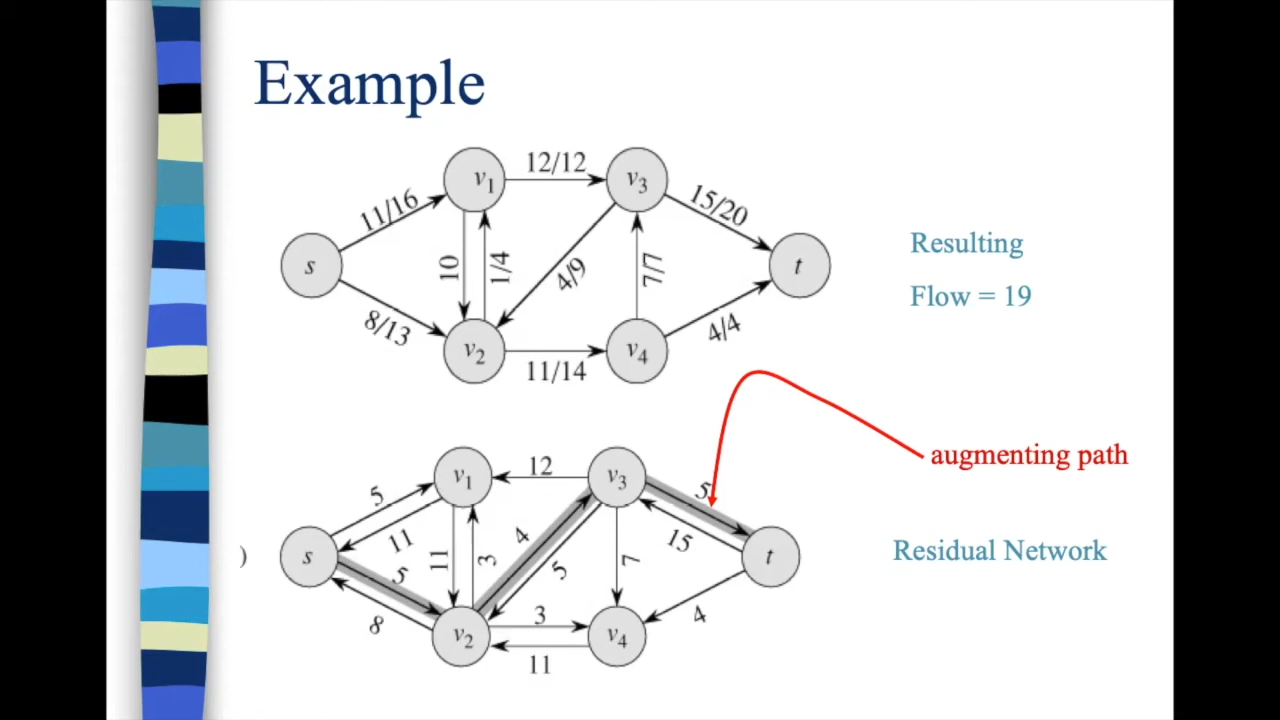 Example
12/12
v1
v3
11/16
15/20
s
10
1/4
4/9
7/7
t
8/13
4/4
v2
v4
11/14
Resulting
Flow = 19
augmenting path
12
v1
v3
5
5
11
4
15
)
s
5
11
3
5
7
t
Residual Network
8
3
4
v2
v4
11